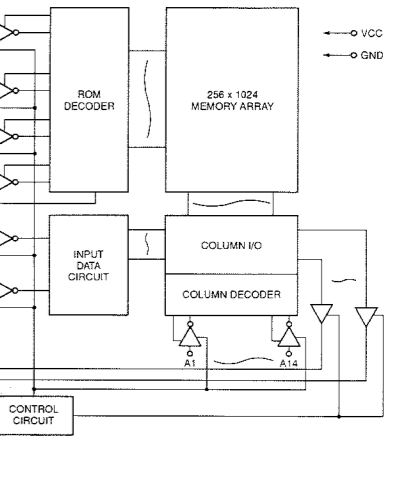 VCC
GND
ROM
DECODER
256 x 1024
MEMORY ARRAY
INPUT
DATA
CIRCUIT
COLUMN I/O
COLUMN DECODER
A1
A14
CONTROL
CIRCUIT